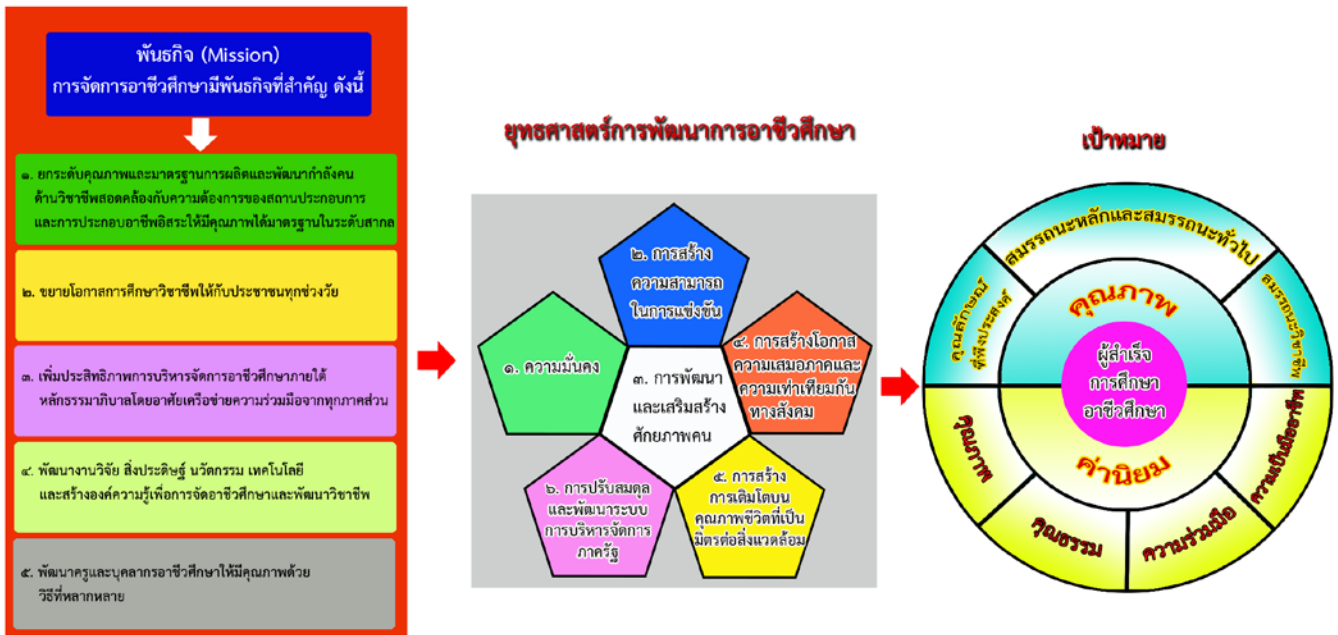 พันธกิจ (Mission)
การจัดการอาชีวศึกษามีพันธกิจที่สำคัญ ดังนี้
๑. ยกระดับคุณภาพและมาตรฐานการผลิตและพัฒนากำลังคน
ด้านวิชาชีพสอดคล้องกับความต้องการของสถานประกอบการ
และการประกอบอาชีพอิสระให้มีคุณภาพได้มาตรฐานในระดับสากล
๒. ขยายโอกาสการศึกษาวิชาชีพให้กับประชาชนทุกช่วงวัย
๓. เพิ่มประสิทธิภาพการบริหารจัดการอาชีวศึกษาภายใต้
หลักธรรมาภิบาลโดยอาศัยเครือข่ายความร่วมมือจากทุกภาคส่วน
๔. พัฒนางานวิจัย สิ่งประดิษฐ์ นวัตกรรม เทคโนโลยี
และสร้างองค์ความรู้เพื่อการจัดอาชีวศึกษาและพัฒนาวิชาชีพ
๕. พัฒนาครูและบุคลากรอาชีวศึกษาให้มีคุณภาพด้วย
วิธีที่หลากหลาย
ยุทธศาสตร์การพัฒนาการอาชีวศึกษา
๑. ความมั่นคง
๒. การสร้าง
ความสามารถ
ในการแข่งขัน
๓. การพัฒนา
และเสริมสร้าง
ศักยภาพคน
๔. การสร้างโอกาส
ความเสมอภาคและ
ความเท่าเทียมกัน
ทางสังคม
๕. การสร้าง
การเติบโตบน
คุณภาพชีวิตที่เป็น
มิตรต่อสิ่งแวดล้อม
๖. การปรับสมดุล
และพัฒนาระบบ
การบริหารจัดการ
ภาครัฐ
เป้าหมาย
สมรรถนะหลักและสมรรถนะทั่วไป
คุณลักษณ์
ที่พึงประสงค์
สมรรถนะวิชาชีพ
คุณภาพ
ผู้สำเร็จ
การศึกษา
อาชีวศึกษา
ค่านิยม
คุณภาพ
คุณธรรม
ความร่วมมือ
ความเป็นมืออาชีพ